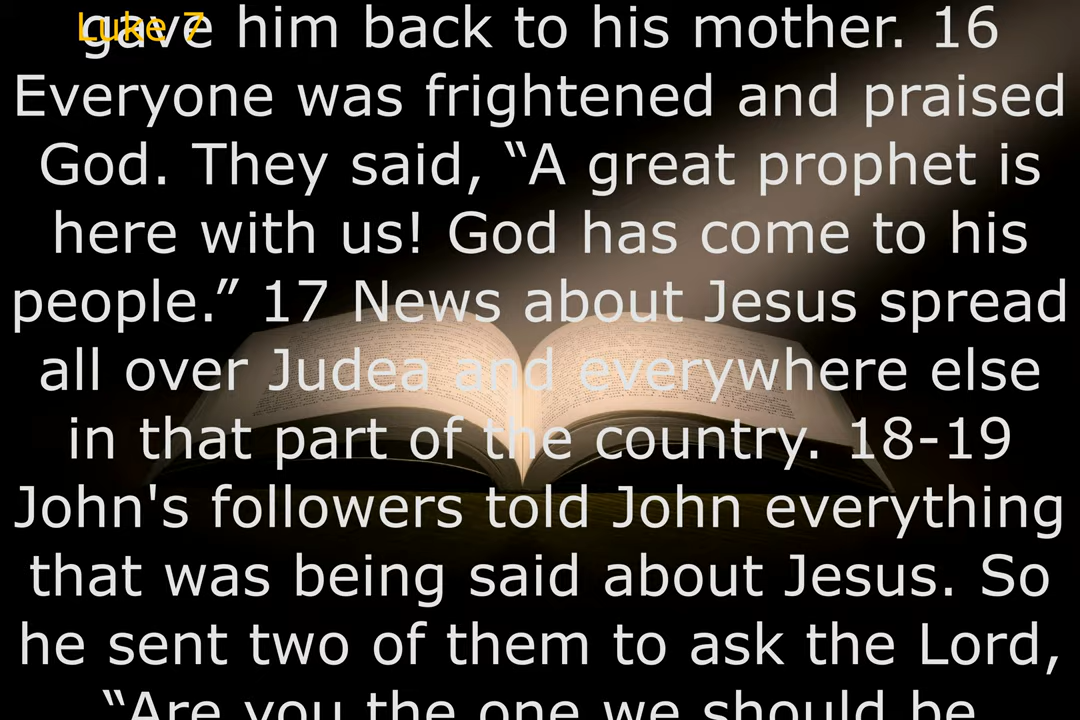 Luke 7
gave him back to his mother. 16
Everyone was frightened and praised
God. They said, “A great prophet is
here with us! God has come to his
people.” 17 News about Jesus spread
all over Judea and everywhere else
in that part of the country. 18-19
John's followers told John everything
that was being said about Jesus. So
he sent two of them to ask the Lord,
“Are you the one we should be